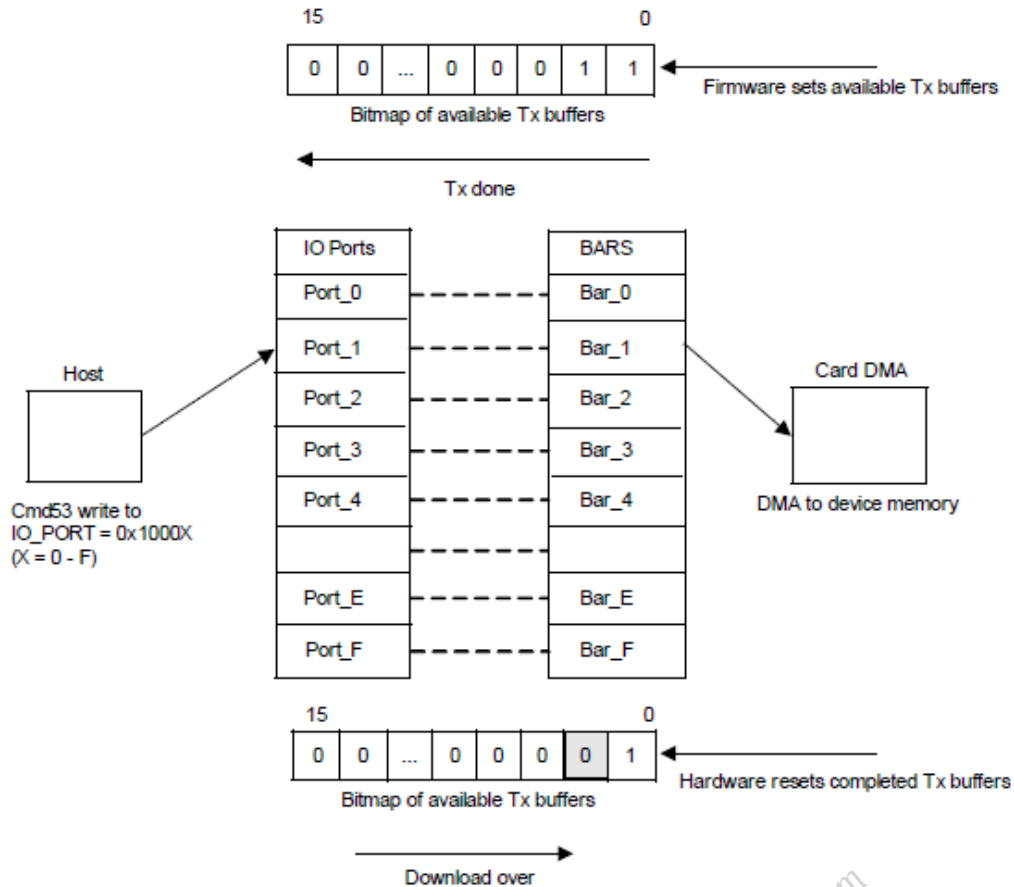 15 0
0 0 ... 0 0 0 1 1
Firmware sets available Tx buffers
Bitmap of available Tx buffers
Tx done
IO Ports BARS
Port_0 Bar_0
Port_1 Bar_1
Host
Card DMA
Port_2 Bar_2
Port_3 Bar_3
Port_4 Bar_4
Cmd53 write to
IO_PORT = 0x1000X
(X = 0 - F)
DMA to device memory
Port_E Bar_E
Port_F Bar_F
15 0
0 0 ... 0 0 0 0 1
Hardware resets completed Tx buffers
Bitmap of available Tx buffers
Download over